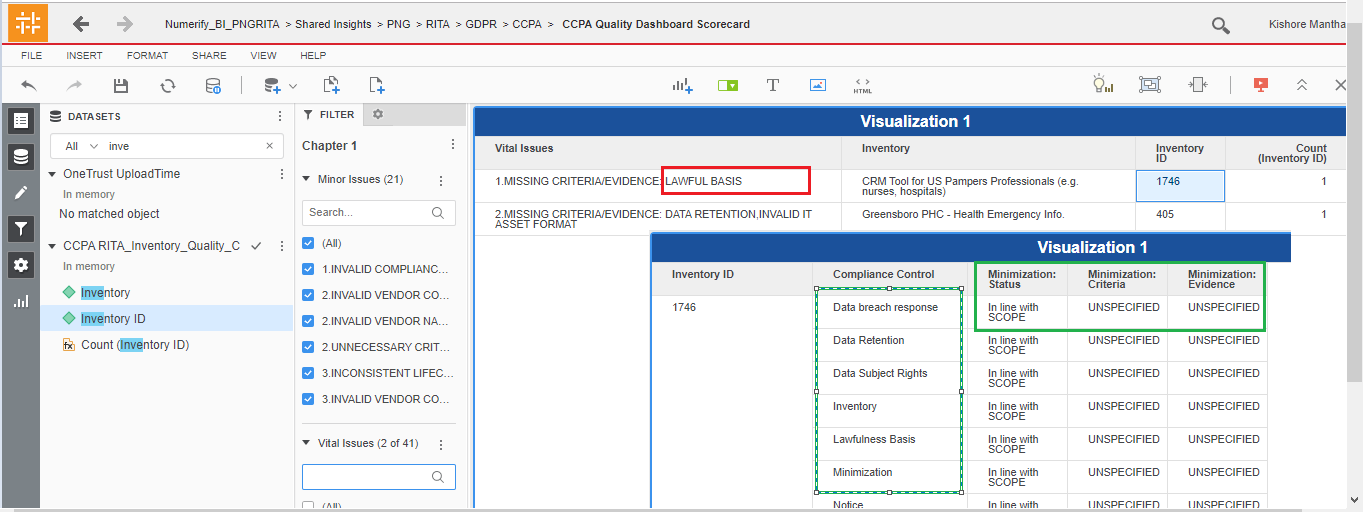 Numerify_BI_PNGRITA > Shared Insights > PNG > RITA > GDPR > CCPA > CCPA Quality Dashboard Scorecard
Kishore Mantha
FILE INSERT FORMAT SHARE VIEW HELP
HTML
DATASETS
All inve
OneTrust UploadTime
In memory
No matched object
CCPA RITA_Inventory_Quality_C
In memory
Inventory
Inventory ID
fx Count (Inventory ID)
FILTER
Chapter 1
Minor Issues (21)
Search...
(All)
1.INVALID COMPLIANC...
2.INVALID VENDOR CO...
2.INVALID VENDOR NA...
2.UNNECESSARY CRIT...
3.INCONSISTENT LIFEC...
3.INVALID VENDOR CO...
Vital Issues (2 of 41)
(All)
Visualization 1
Vital Issues Inventory Inventory ID Count (Inventory ID)
1.MISSING CRITERIA/EVIDENCE: LAWFUL BASIS CRM Tool for US Pampers Professionals (e.g. nurses, hospitals) 1746 1
2.MISSING CRITERIA/EVIDENCE: DATA RETENTION,INVALID IT ASSET FORMAT Greensboro PHC - Health Emergency Info. 405 1
Visualization 1
Inventory ID Compliance Control Minimization: Status Minimization: Criteria Minimization: Evidence
1746 Data breach response In line with SCOPE UNSPECIFIED UNSPECIFIED
Data Retention In line with SCOPE UNSPECIFIED UNSPECIFIED
Data Subject Rights In line with SCOPE UNSPECIFIED UNSPECIFIED
Inventory In line with SCOPE UNSPECIFIED UNSPECIFIED
Lawfulness Basis In line with SCOPE UNSPECIFIED UNSPECIFIED
Minimization In line with SCOPE UNSPECIFIED UNSPECIFIED
Notice In line with UNSPECIFIED UNSPECIFIED